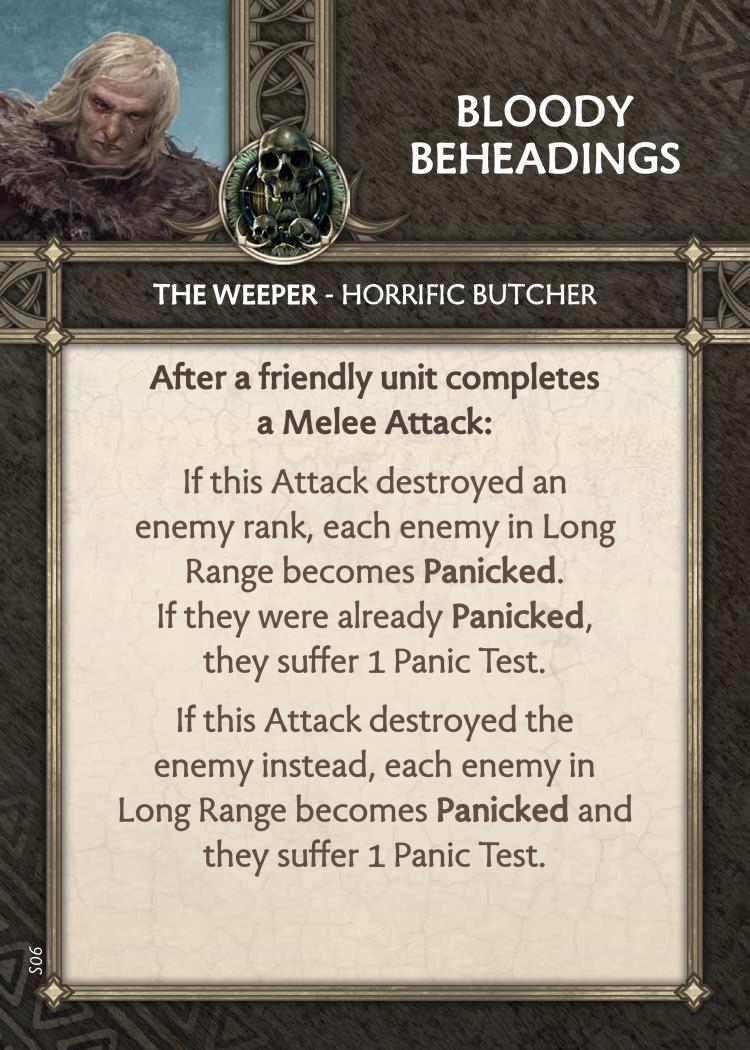 BLOODY
BEHEADINGS
THE WEEPER - HORRIFIC BUTCHER
After a friendly unit completes
a Melee Attack:
If this Attack destroyed an
enemy rank, each enemy in Long
Range becomes Panicked.
If they were already Panicked,
they suffer 1 Panic Test.
If this Attack destroyed the
enemy instead, each enemy in
Long Range becomes Panicked and
they suffer 1 Panic Test.
S06